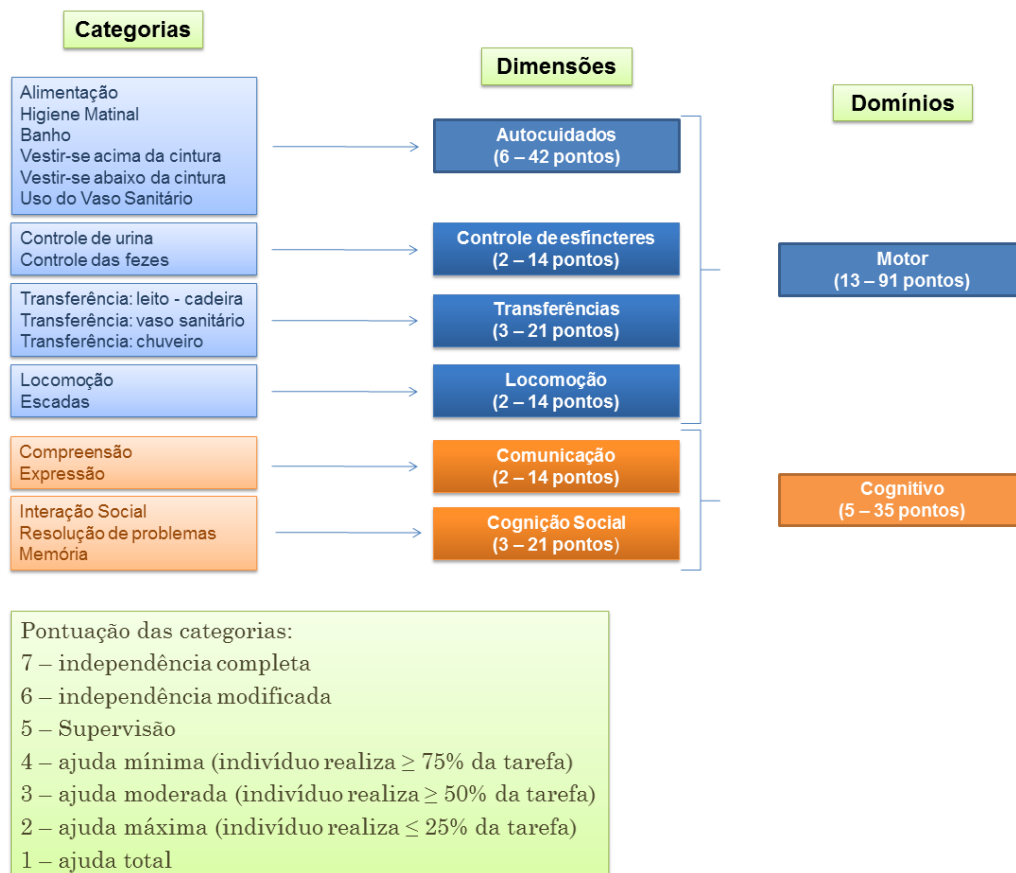 Categorias
Dimensões
Domínios
Alimentação
Higiene Matinal
Banho
Vestir-se acima da cintura
Vestir-se abaixo da cintura
Uso do Vaso Sanitário
Autocuidados
(6 – 42 pontos)
Controle de urina
Controle das fezes
Controle de esfíncteres
(2 – 14 pontos)
Motor
(13 – 91 pontos)
Transferência: leito - cadeira
Transferência: vaso sanitário
Transferência: chuveiro
Transferências
(3 – 21 pontos)
Locomoção
Escadas
Locomoção
(2 – 14 pontos)
Compreensão
Expressão
Comunicação
(2 – 14 pontos)
Cognitivo
(5 – 35 pontos)
Interação Social
Resolução de problemas
Memória
Cognição Social
(3 – 21 pontos)
Pontuação das categorias:
7 – independência completa
6 – independência modificada
5 – Supervisão
4 – ajuda mínima (indivíduo realiza ≥ 75% da tarefa)
3 – ajuda moderada (indivíduo realiza ≥ 50% da tarefa)
2 – ajuda máxima (indivíduo realiza ≤ 25% da tarefa)
1 – ajuda total